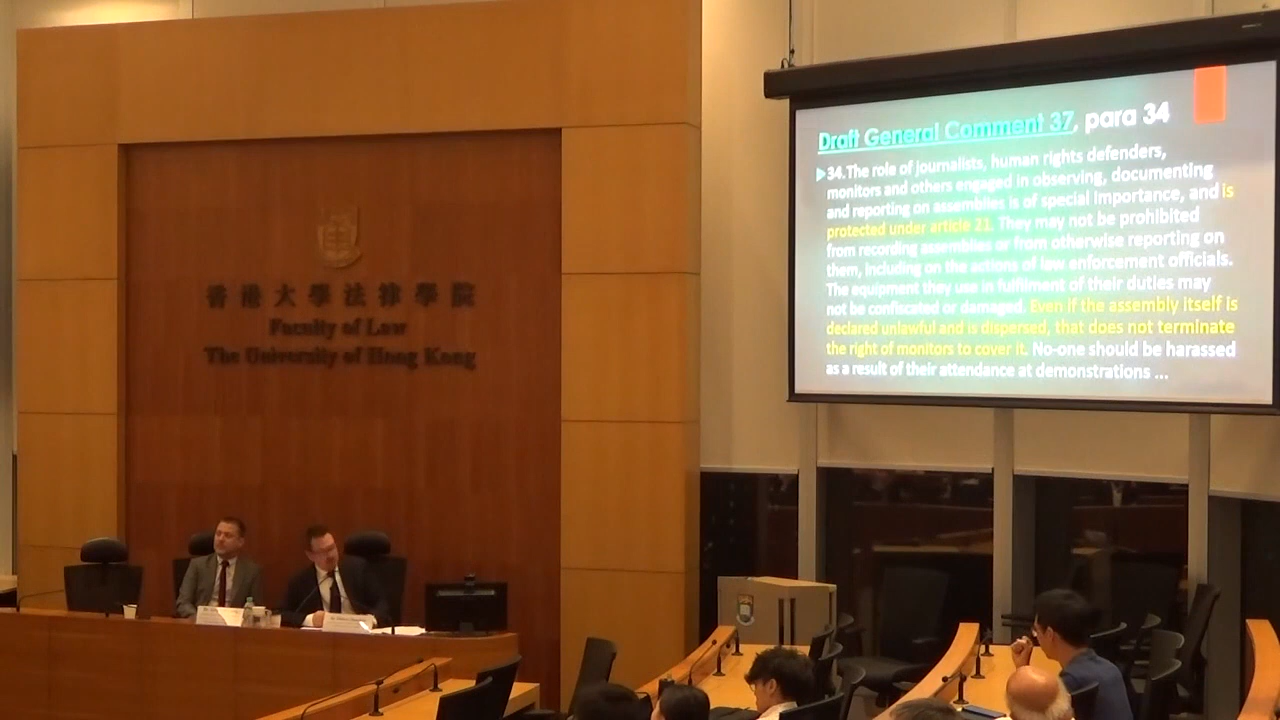 香港大學法律學院
Faculty of Law
The University of Hong Kong
Draft General Comment 37, para 34
34.The role of journalists, human rights defenders,
monitors and others engaged in observing, documenting
and reporting on assemblies is of special importance, and is
protected under article 21. They may not be prohibited
from recording assemblies or from otherwise reporting on
them, including on the actions of law enforcement officials.
The equipment they use in fulfilment of their duties may
not be confiscated or damaged. Even if the assembly itself is
declared unlawful and is dispersed, that does not terminate
the right of monitors to cover it. No-one should be harassed
as a result of their attendance at demonstrations ...